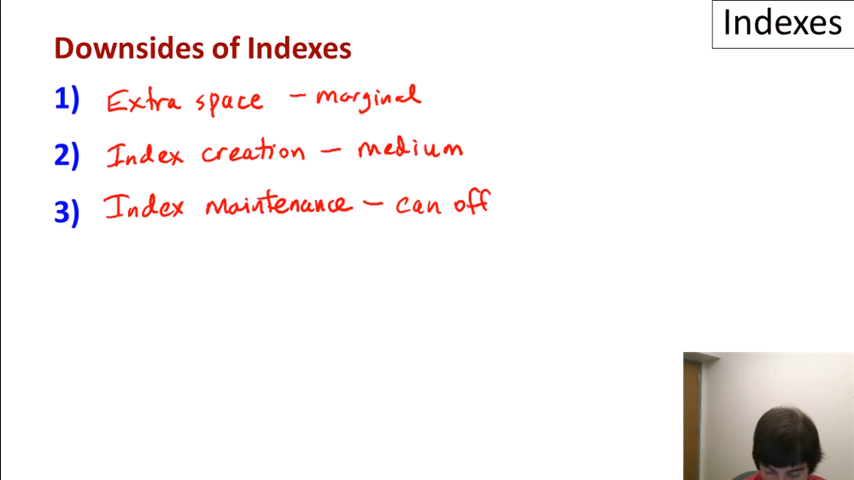 Indexes
Downsides of Indexes
1) Extra space - marginal
2) Index creation - medium
3) Index maintenance - can off